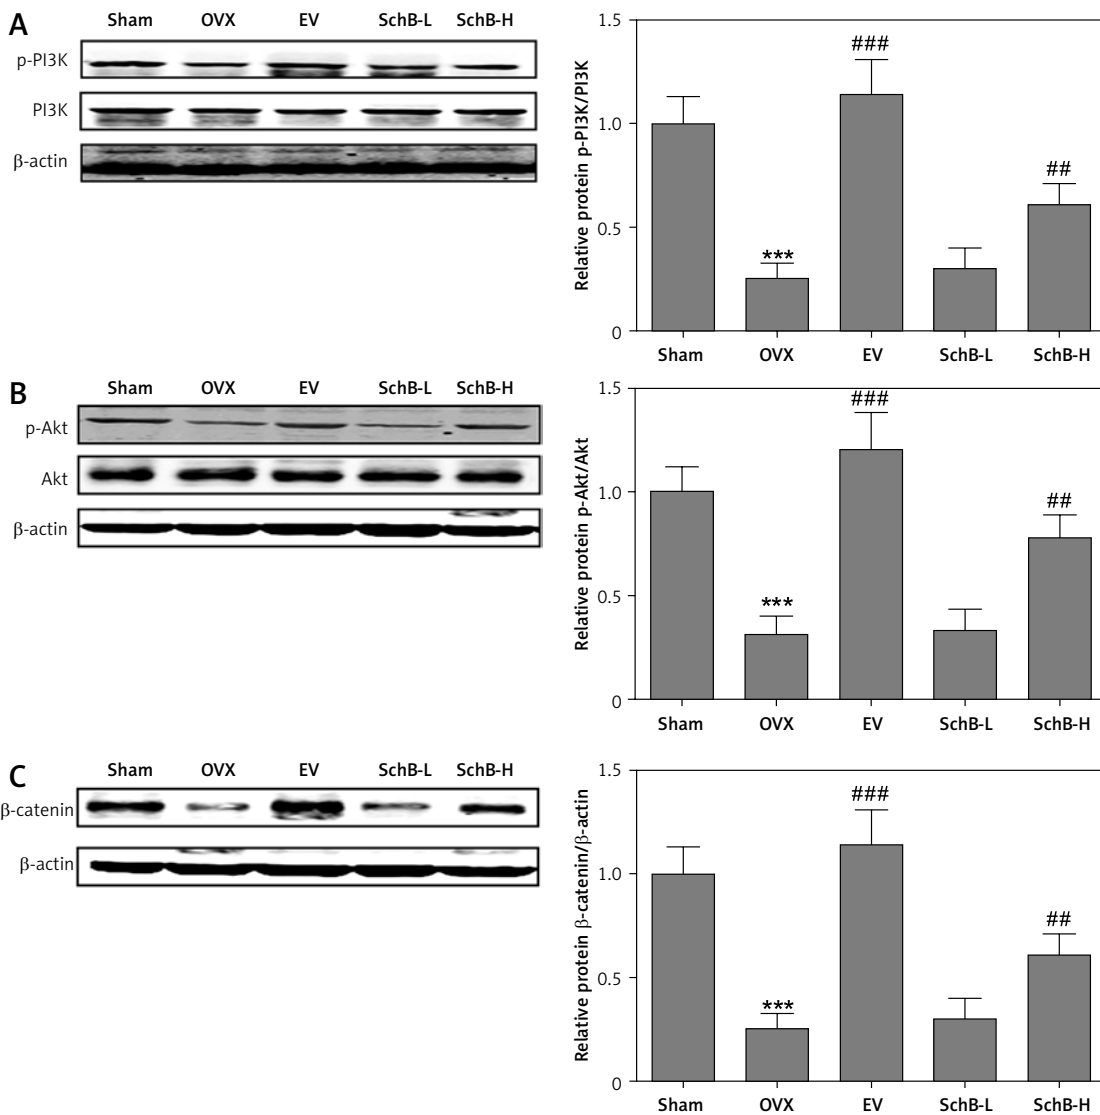 A
Sham OVX EV SchB-L SchB-H
p-PI3K
PI3K
β-actin
Relative protein p-PI3K/PI3K
1.5
1.0
0.5
0
***
###
##
Sham OVX EV SchB-L SchB-H
B
Sham OVX EV SchB-L SchB-H
p-Akt
Akt
β-actin
Relative protein p-Akt/Akt
1.5
1.0
0.5
0
***
###
##
Sham OVX EV SchB-L SchB-H
C
Sham OVX EV SchB-L SchB-H
β-catenin
β-actin
Relative protein β-catenin/β-actin
1.5
1.0
0.5
0
***
###
##
Sham OVX EV SchB-L SchB-H